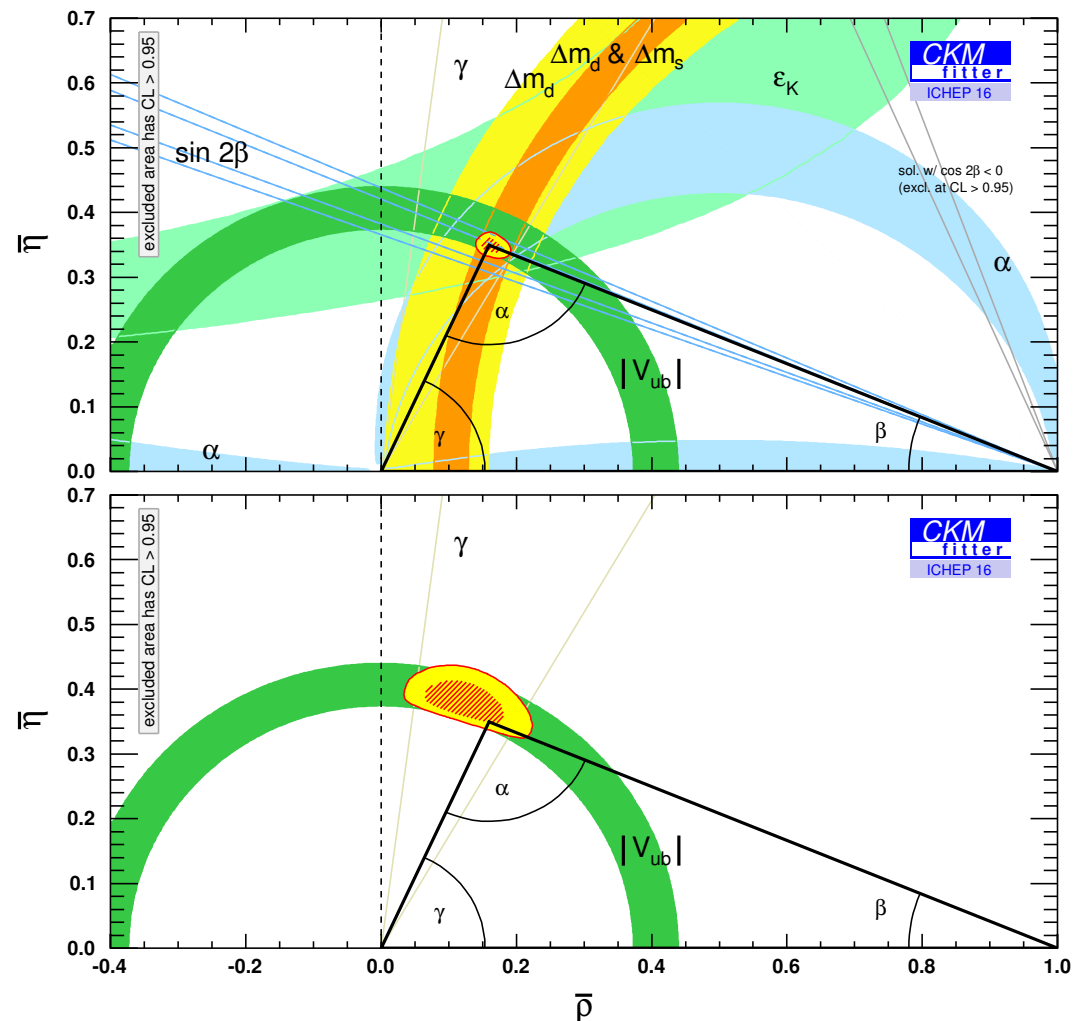 0.7
0.6
0.5
0.4
0.3
0.2
0.1
0.0
η̅
excluded area has CL > 0.95
γ
Δm_d
Δm_d & Δm_s
ε_K
sin 2β
CKM
fitter
ICHEP 16
sol. w/ cos 2β < 0
(excl. at CL > 0.95)
α
α
|V_ub|
α
γ
β
0.7
0.6
0.5
0.4
0.3
0.2
0.1
0.0
η̅
excluded area has CL > 0.95
γ
CKM
fitter
ICHEP 16
α
|V_ub|
γ
β
-0.4 -0.2 0.0 0.2 0.4 0.6 0.8 1.0
ρ̅